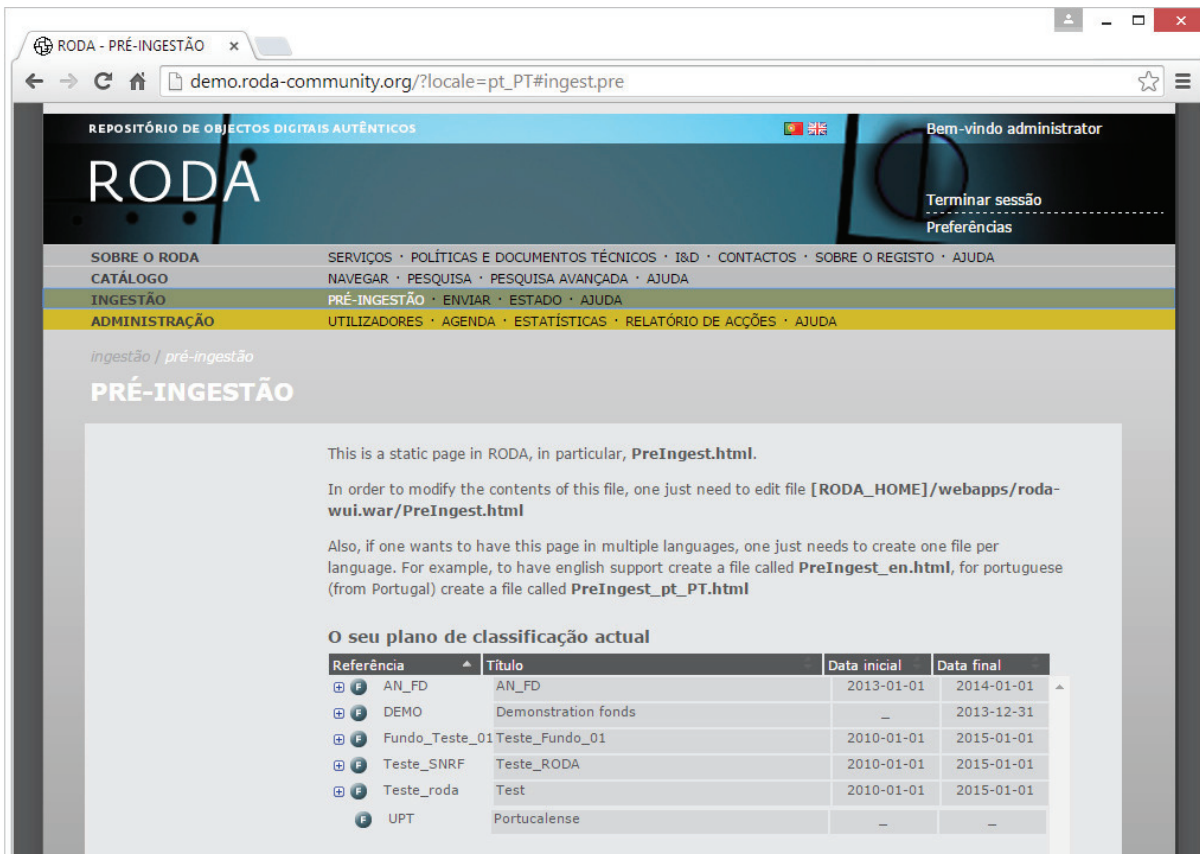 RODA - PRÉ-INGESTÃO
demo.roda-community.org/?locale=pt_PT#ingest.pre
REPOSITÓRIO DE OBJECTOS DIGITAIS AUTÊNTICOS
Bem-vindo administrator
RODA
Terminar sessão
Preferências
SOBRE O RODA SERVIÇOS · POLÍTICAS E DOCUMENTOS TÉCNICOS · I&D · CONTACTOS · SOBRE O REGISTO · AJUDA
CATÁLOGO NAVEGAR · PESQUISA · PESQUISA AVANÇADA · AJUDA
INGESTÃO PRÉ-INGESTÃO · ENVIAR · ESTADO · AJUDA
ADMINISTRAÇÃO UTILIZADORES · AGENDA · ESTATÍSTICAS · RELATÓRIO DE ACÇÕES · AJUDA
ingestão / pré-ingestão
PRÉ-INGESTÃO
This is a static page in RODA, in particular, PreIngest.html.
In order to modify the contents of this file, one just need to edit file [RODA_HOME]/webapps/roda-
wui.war/PreIngest.html
Also, if one wants to have this page in multiple languages, one just needs to create one file per
language. For example, to have english support create a file called PreIngest_en.html, for portuguese
(from Portugal) create a file called PreIngest_pt_PT.html
O seu plano de classificação actual
Referência Título Data inicial Data final
F AN_FD AN_FD 2013-01-01 2014-01-01
F DEMO Demonstration fonds _ 2013-12-31
F Fundo_Teste_01 Teste_Fundo_01 2010-01-01 2015-01-01
F Teste_SNRF Teste_RODA 2010-01-01 2015-01-01
F Teste_roda Test 2010-01-01 2015-01-01
F UPT Portucalense _ _